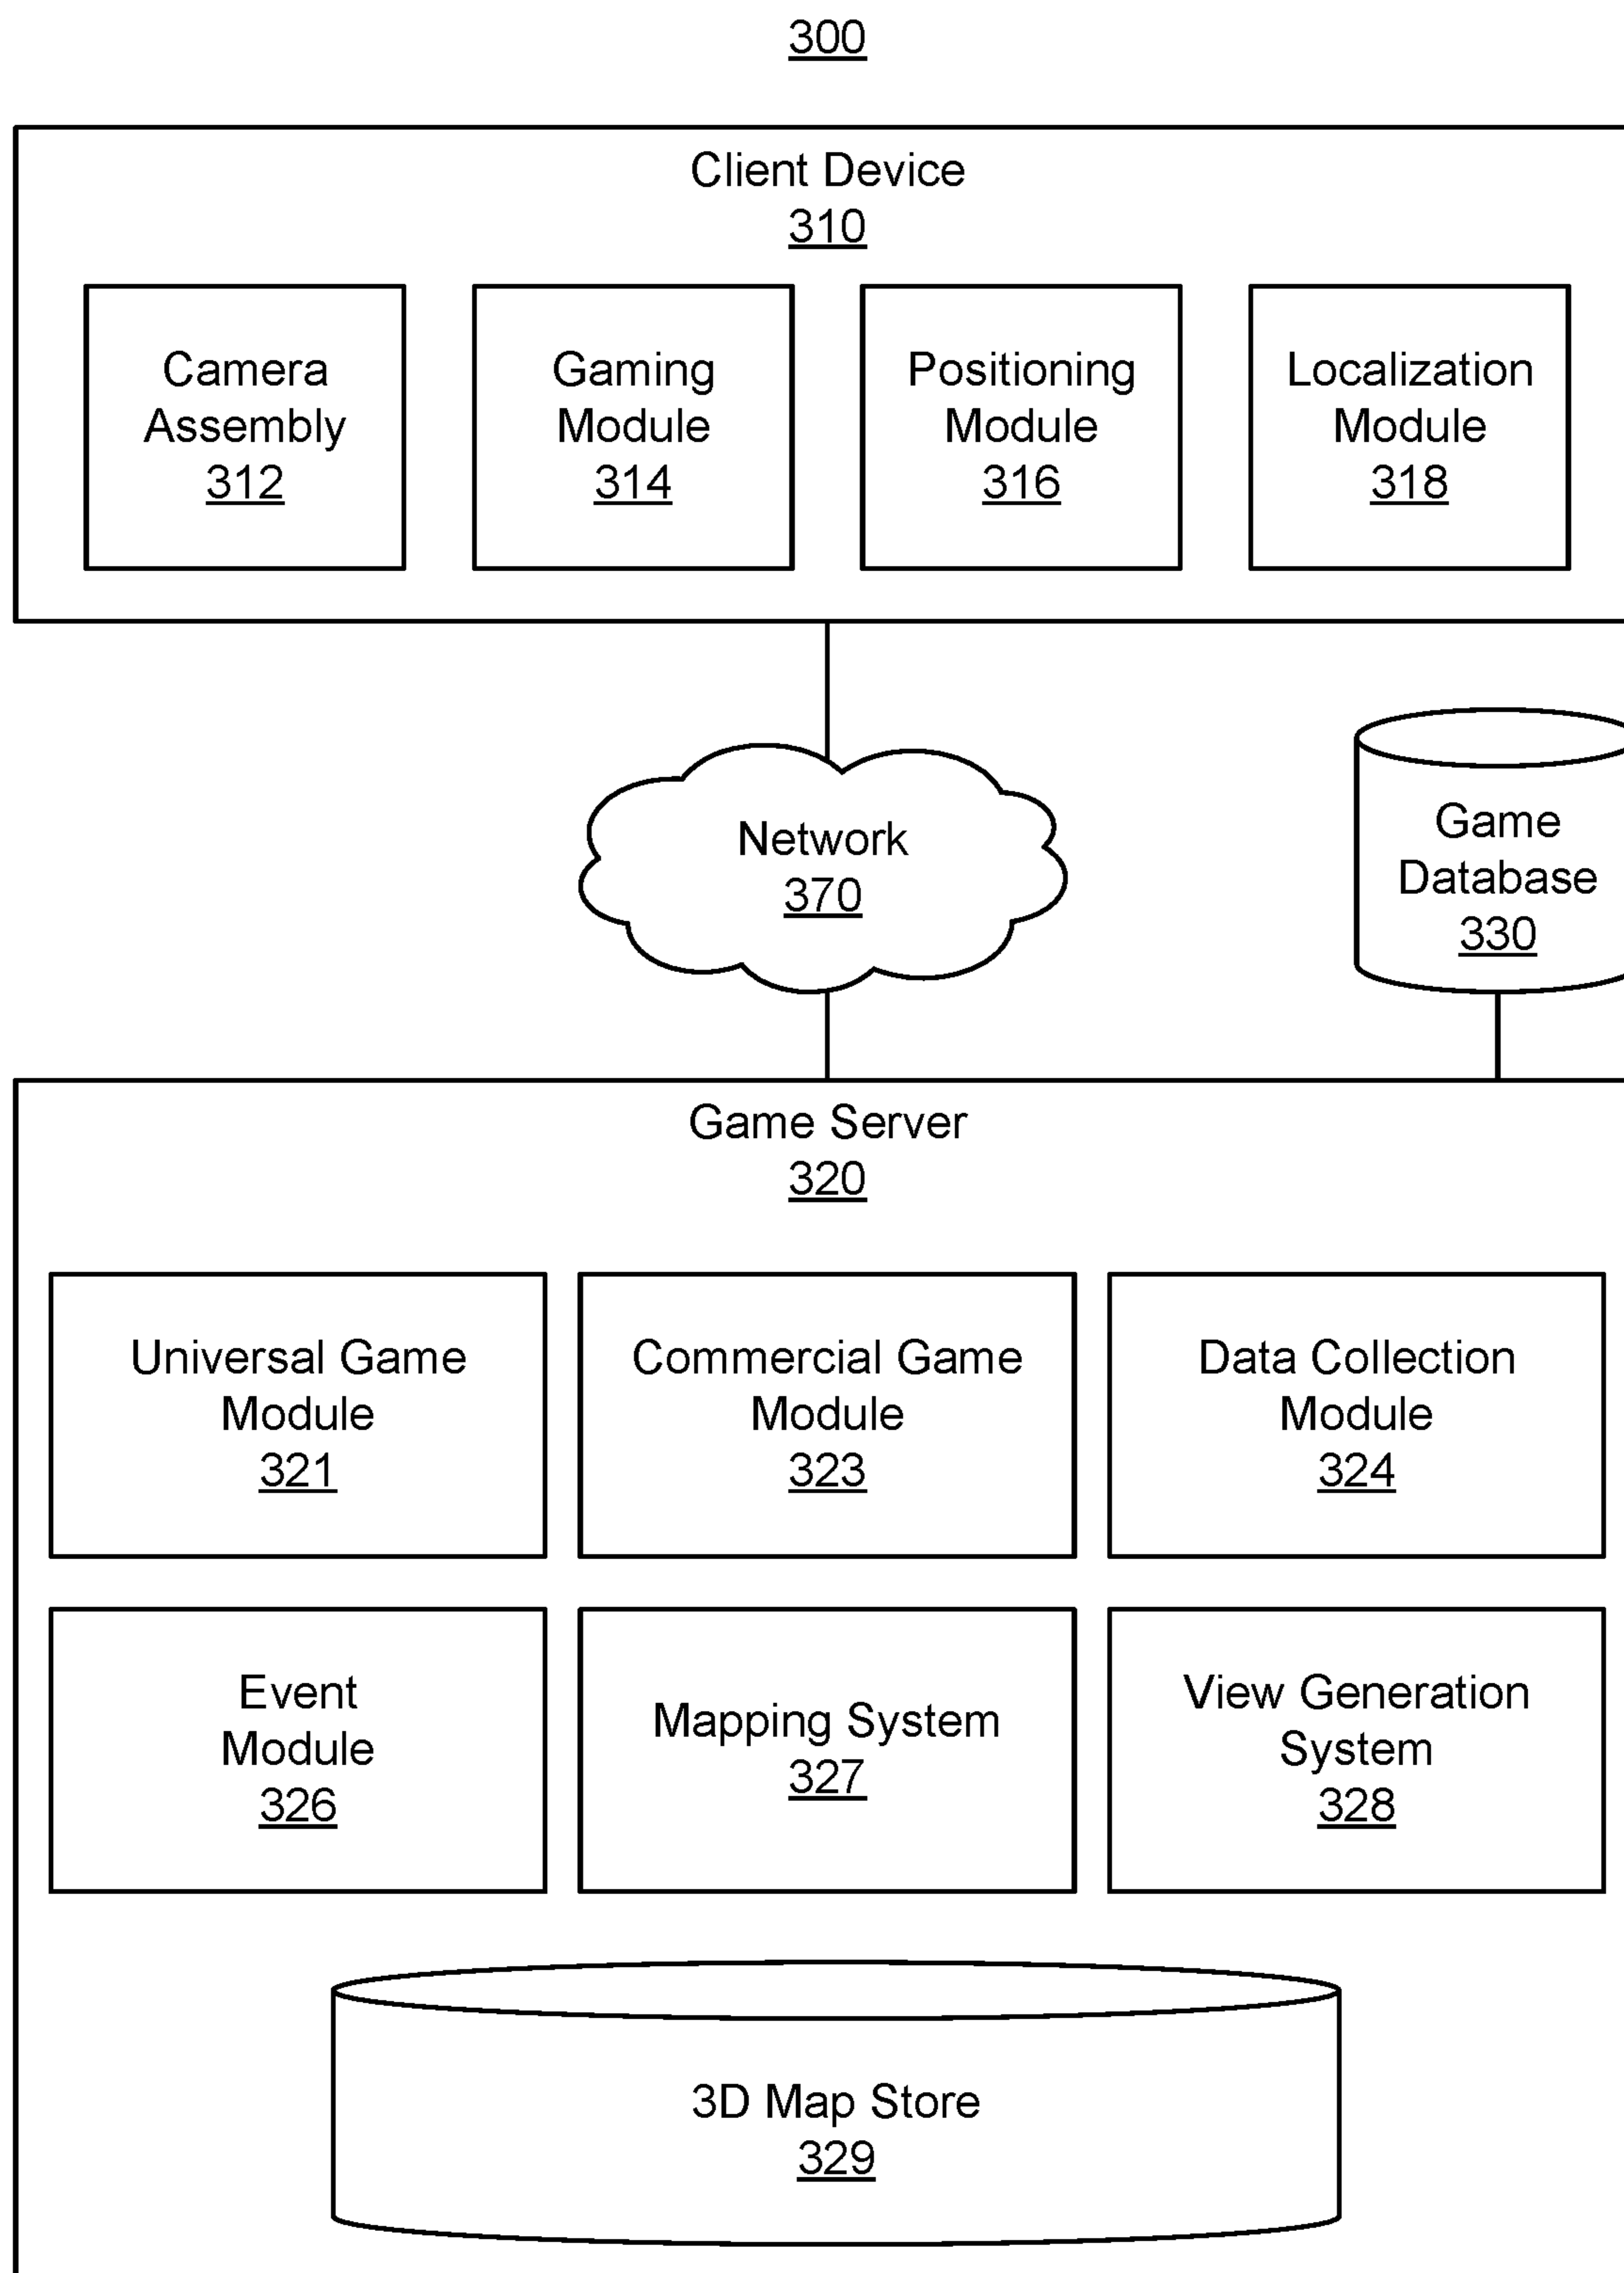 300
Client Device
310
Camera
Assembly
312
Gaming
Module
314
Positioning
Module
316
Localization
Module
318
Network
370
Game
Database
330
Game Server
320
Universal Game
Module
321
Commercial Game
Module
323
Data Collection
Module
324
Event
Module
326
Mapping System
327
View Generation
System
328
3D Map Store
329